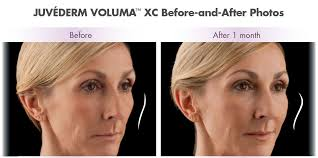 JUVÉDERM VOLUMA™ XC Before-and-After Photos
Before
After 1 month